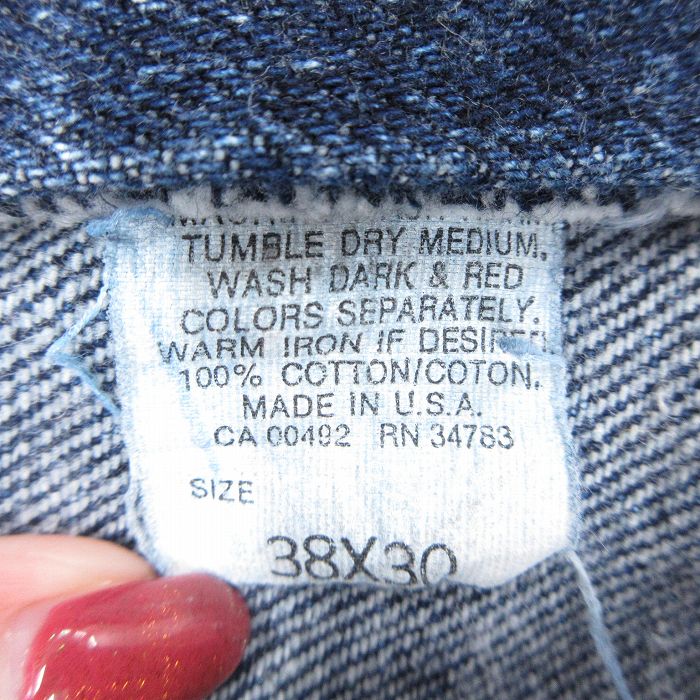 TUMBLE DRY MEDIUM.
WASH DARK & RED
COLORS SEPARATELY.
WARM IRON IF DESIRED
100% COTTON/COTON.
MADE IN U.S.A.
CA 00492 RN 34783
SIZE
38X30